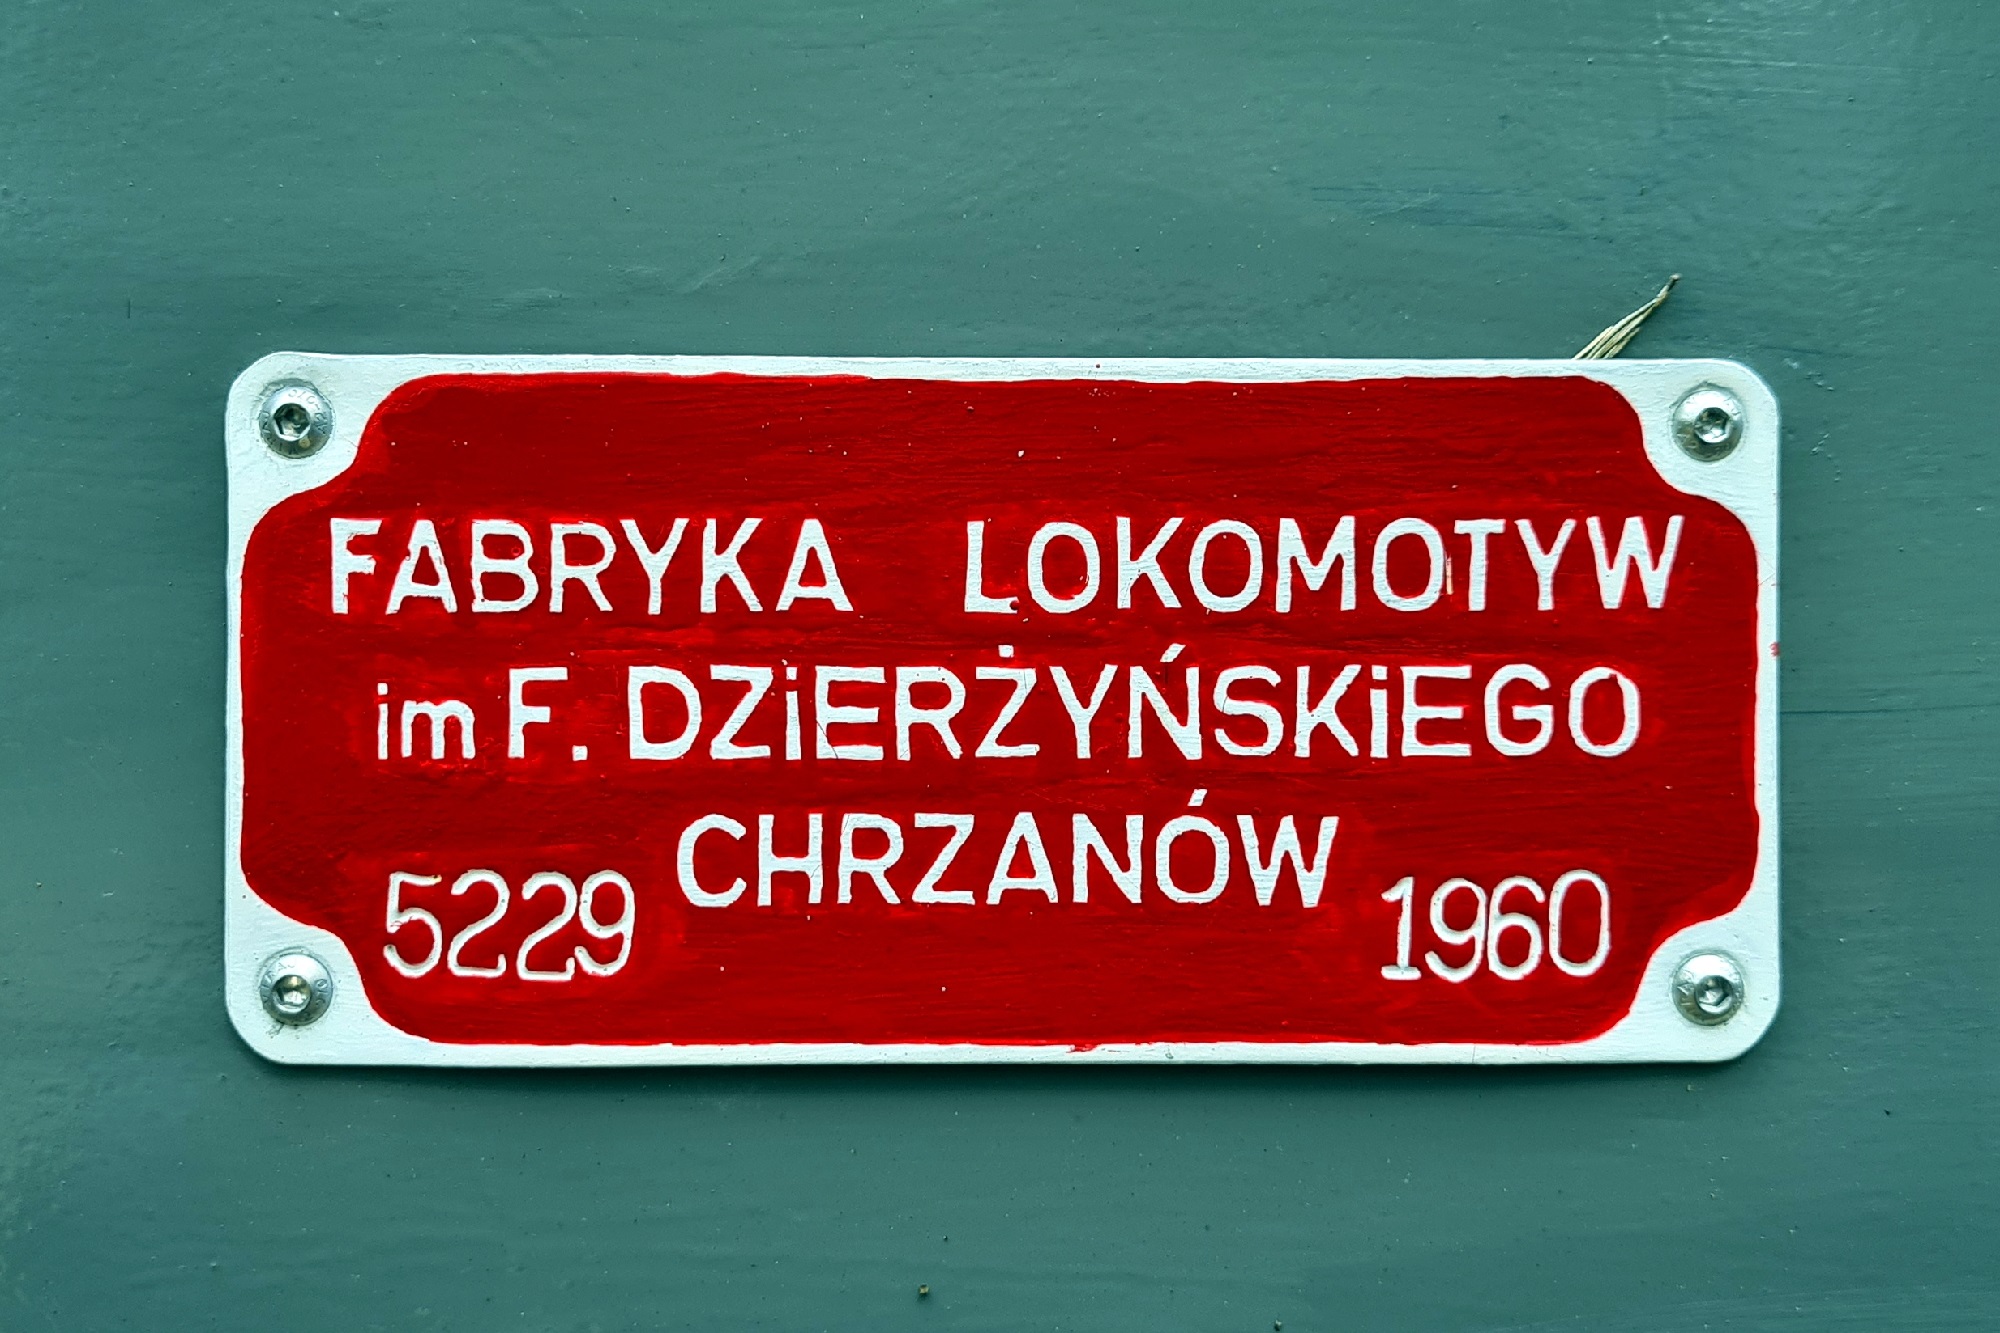 FABRYKA LOKOMOTYW
im F. DZiERŻYŃSKiEGO
CHRZANÓW
5229 1960